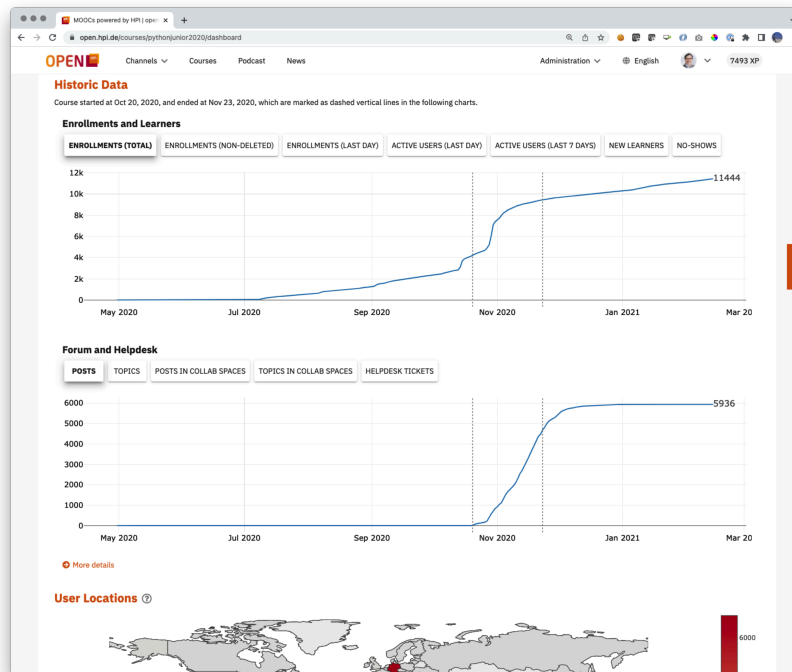 MOOCs powered by HPI | open
open.hpi.de/courses/pythonjunior2020/dashboard
OPEN
Channels
Courses
Podcast
News
Administration
English
7493 XP
Historic Data
Course started at Oct 20, 2020, and ended at Nov 23, 2020, which are marked as dashed vertical lines in the following charts.
Enrollments and Learners
ENROLLMENTS (TOTAL)
ENROLLMENTS (NON-DELETED)
ENROLLMENTS (LAST DAY)
ACTIVE USERS (LAST DAY)
ACTIVE USERS (LAST 7 DAYS)
NEW LEARNERS
NO-SHOWS
12k
10k
8k
6k
4k
2k
0
11444
May 2020
Jul 2020
Sep 2020
Nov 2020
Jan 2021
Mar 20
Forum and Helpdesk
POSTS
TOPICS
POSTS IN COLLAB SPACES
TOPICS IN COLLAB SPACES
HELPDESK TICKETS
6000
5000
4000
3000
2000
1000
0
5936
May 2020
Jul 2020
Sep 2020
Nov 2020
Jan 2021
Mar 20
More details
User Locations
6000